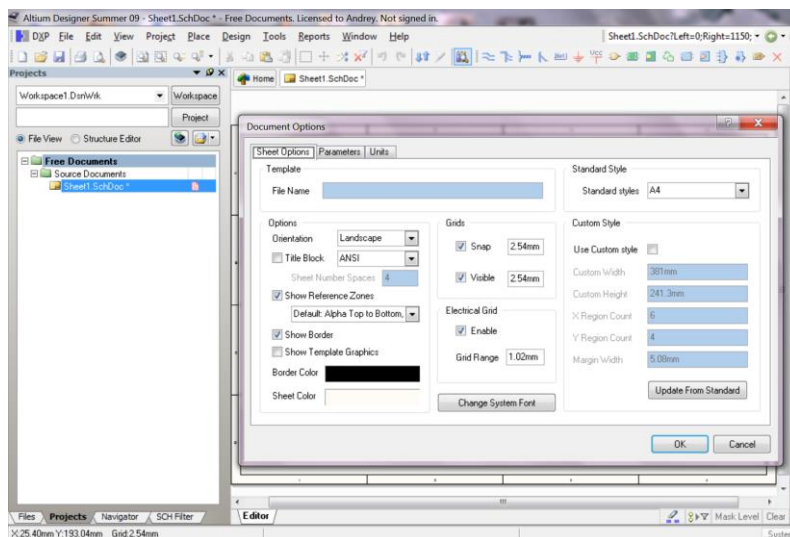 Altium Designer Summer 09 - Sheet1.SchDoc * - Free Documents. Licensed to Andrey. Not signed in.
DXP File Edit View Project Place Design Tools Reports Window Help Sheet1.SchDoc?Left=0;Right=1150;
Projects
Home Sheet1.SchDoc *
Workspace1.DsnWrk Workspace
Project
File View Structure Editor
Free Documents
Source Documents
Sheet1.SchDoc *
Document Options
Sheet Options Parameters Units
Template
File Name
Standard Style
Standard styles A4
Options
Orientation Landscape
Title Block ANSI
Sheet Number Spaces 4
Show Reference Zones
Default: Alpha Top to Bottom,
Show Border
Show Template Graphics
Border Color
Sheet Color
Grids
Snap 2.54mm
Visible 2.54mm
Electrical Grid
Enable
Grid Range 1.02mm
Change System Font
Custom Style
Use Custom style
Custom Width 381mm
Custom Height 241.3mm
X Region Count 6
Y Region Count 4
Margin Width 5.08mm
Update From Standard
OK Cancel
Files Projects Navigator SCH Filter Editor Mask Level Clear
X:25.40mm Y:193.04mm Grid:2.54mm